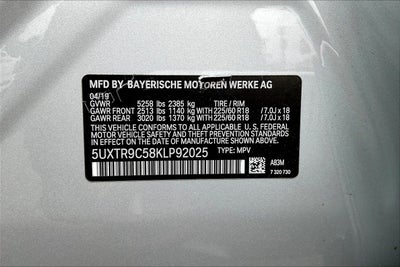 MFD BY BAYERISCHE MOTOREN WERKE AG
04/19
GVWR 5258 lbs 2385 kg TIRE / RIM
GAWR FRONT 2513 lbs 1140 kg 225/60 R18 /7.0J x 18
GAWR REAR 3020 lbs 1370 kg 225/60 R18 /7.0J x 18
THIS VEHICLE CONFORMS TO ALL APPLICABLE U.S. FEDERAL
MOTOR VEHICLE SAFETY AND THEFT PREVENTION STANDARDS
IN EFFECT ON THE DATE OF MANUFACTURE SHOWN ABOVE.
5UXTR9C58KLP92025 TYPE: MPV
A83M
7 320 730